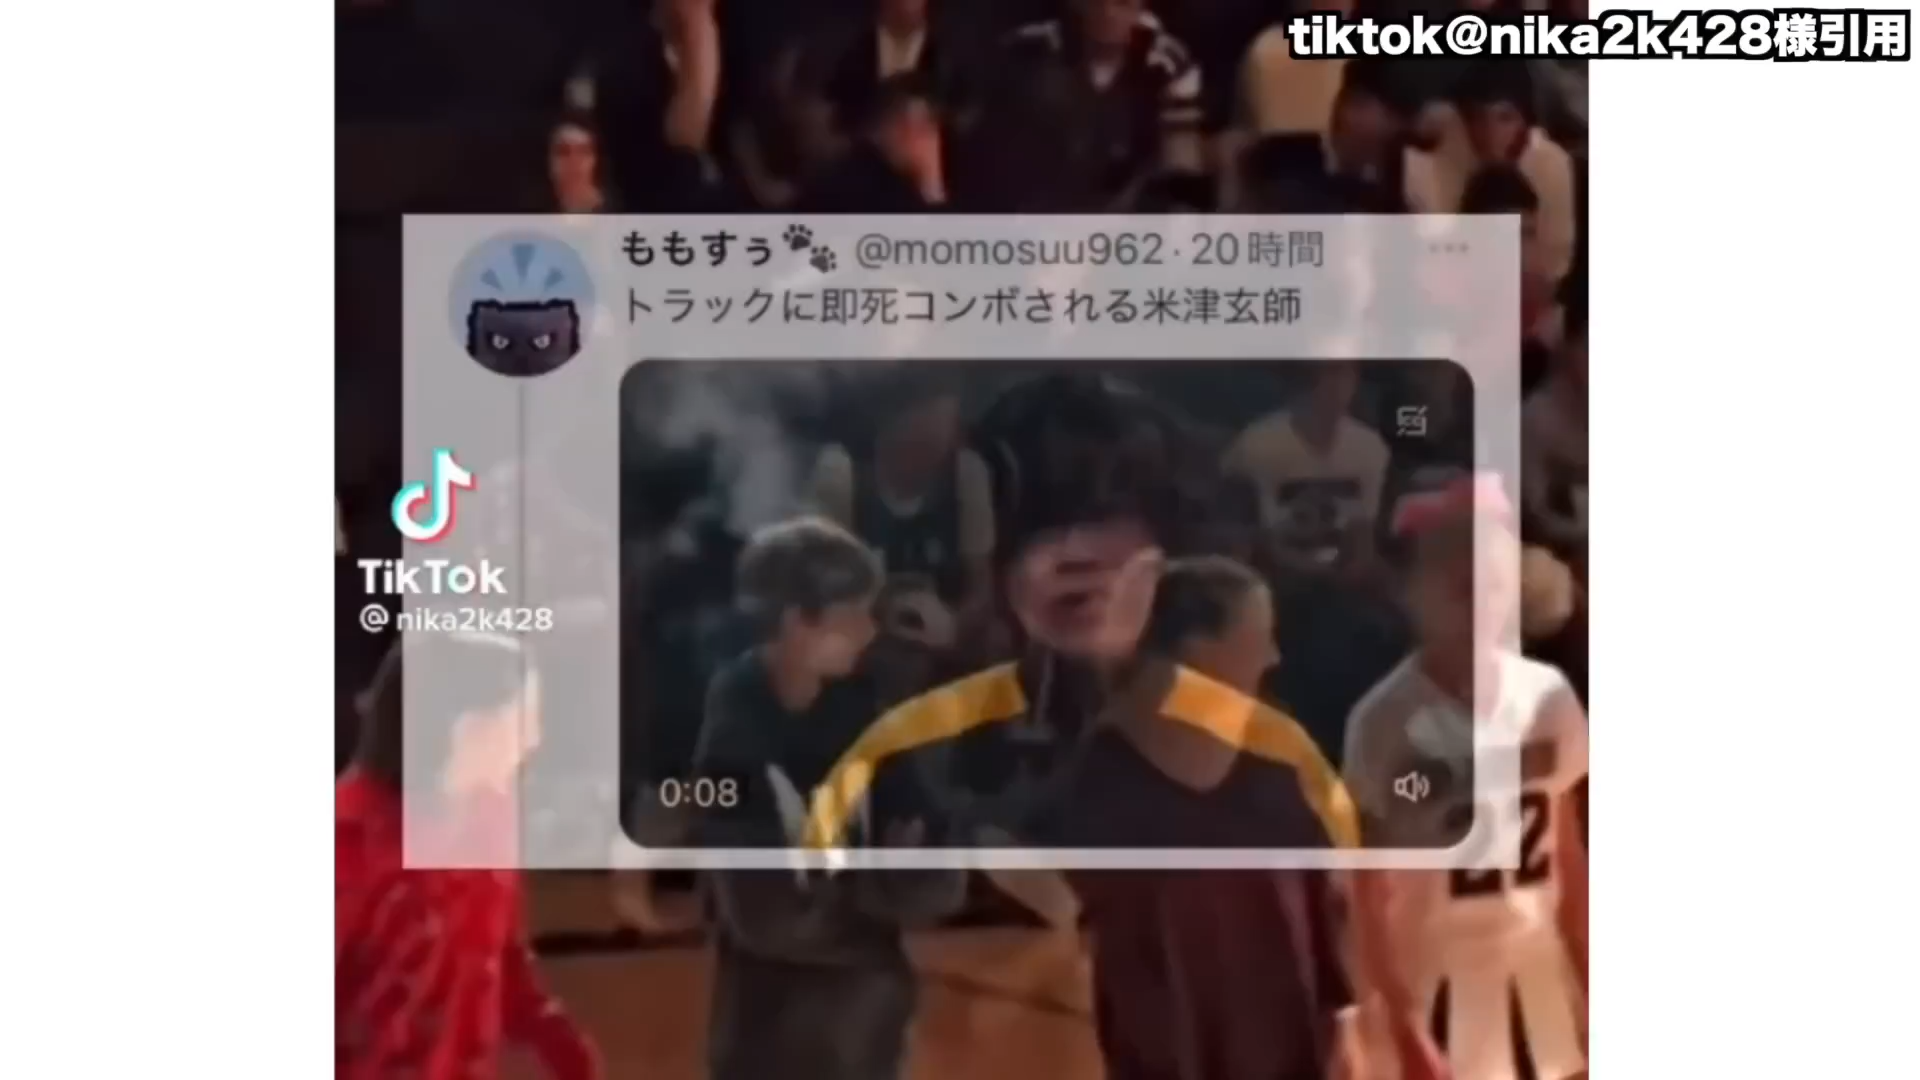 tiktok@nika2k428様引用
ももすぅ🐾 @momosuu962·20時間
トラックに即死コンボされる米津玄師
TikTok
@nika2k428
0:08
22